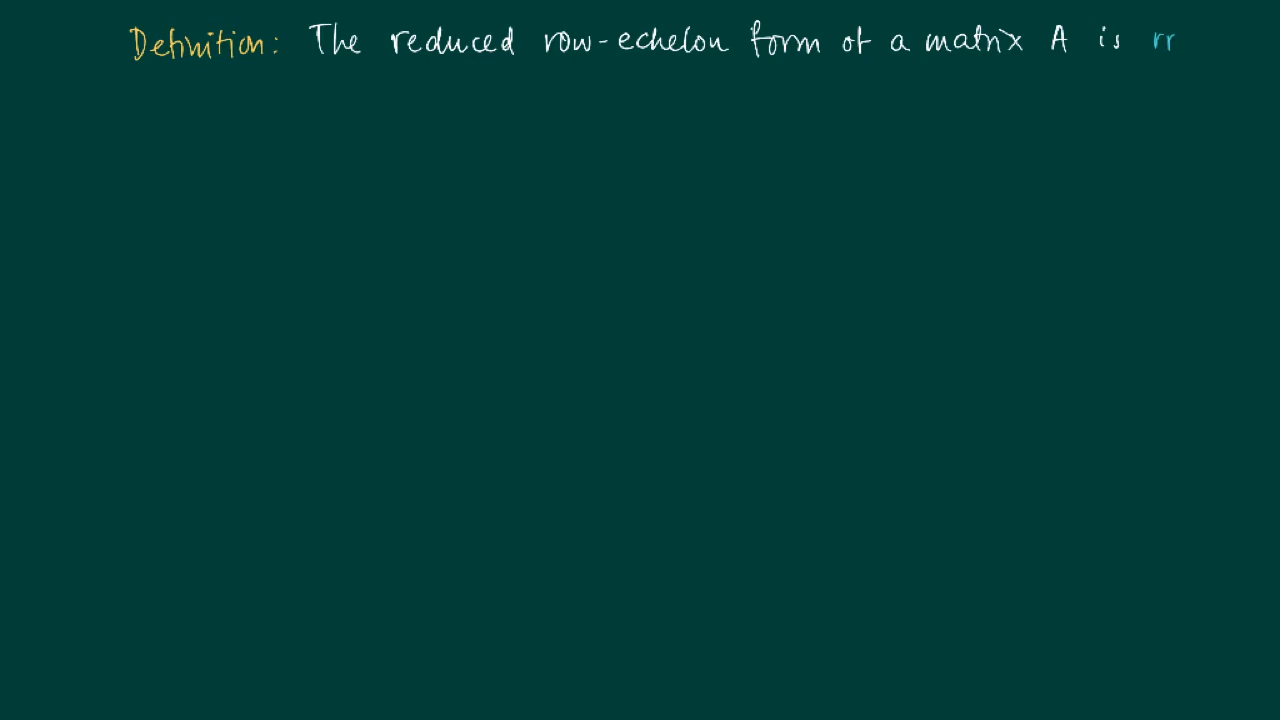 Definition: The reduced row-echelon form of a matrix A is rr